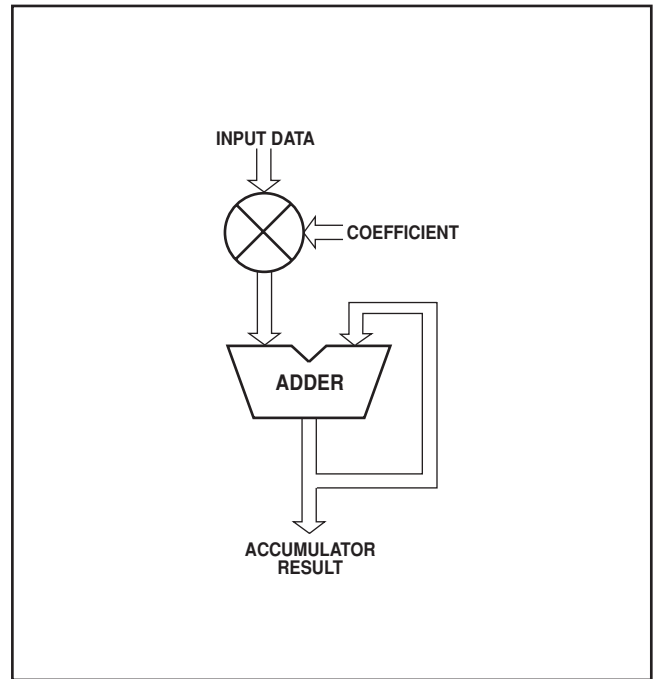 INPUT DATA
COEFFICIENT
ADDER
ACCUMULATOR
RESULT